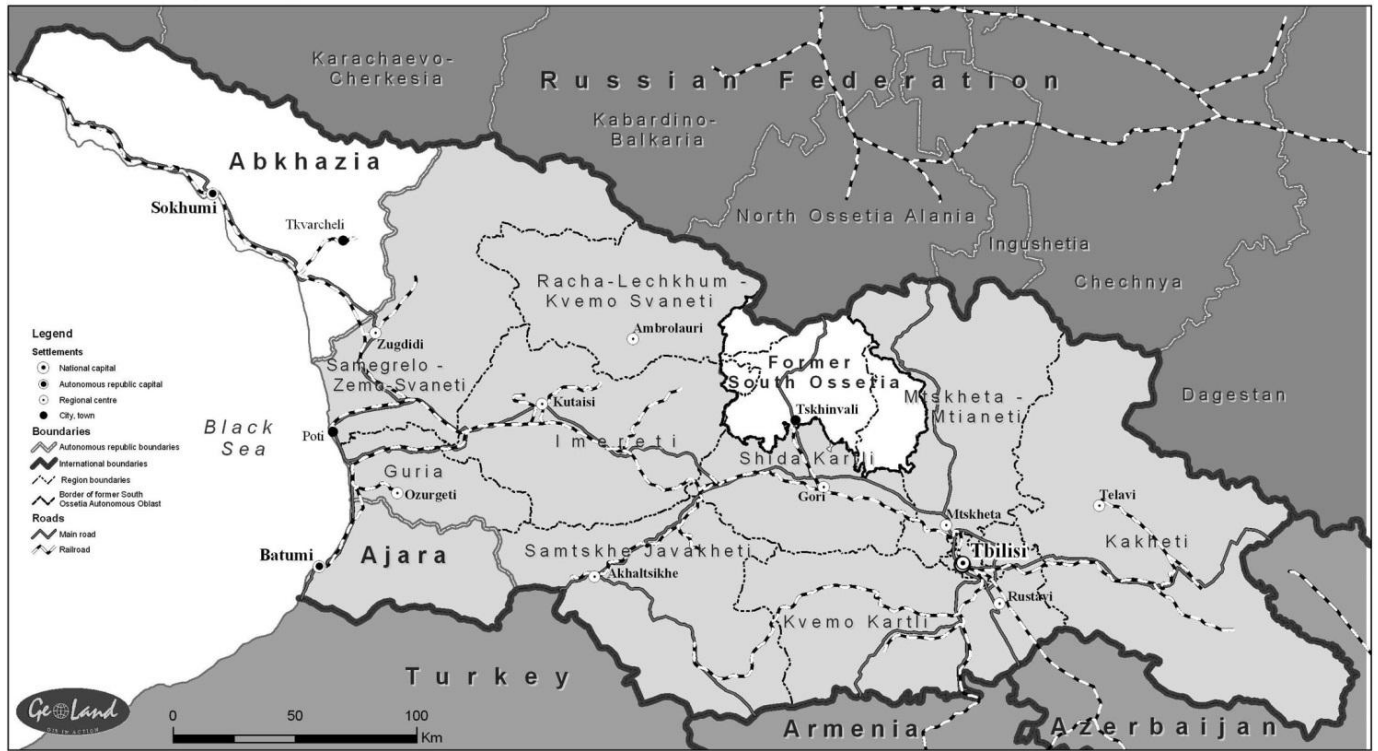 Karachaevo-
Cherkesia
Russian Federation
Kabardino-
Balkaria
Abkhazia
Sokhumi
Tkvarcheli
North Ossetia Alania
Ingushetia
Chechnya
Racha-Lechkhum -
Kvemo Svaneti
Ambrolauri
Zugdidi
Samegrelo -
Zemo-Svaneti
Former
South Ossetia
Tskhinvali
Mtskheta -
Mtianeti
Dagestan
Black
Sea
Poti
Kutaisi
Imereti
Shida Kartli
Guria
Ozurgeti
Gori
Mtskheta
Telavi
Kakheti
Batumi
Ajara
Samtskhe Javakheti
Akhaltsikhe
Tbilisi
Rustavi
Kvemo Kartli
Turkey
Armenia
Azerbaijan
Legend
Settlements
National capital
Autonomous republic capital
Regional centre
City, town
Boundaries
Autonomous republic boundaries
International boundaries
Region boundaries
Border of former South
Ossetia Autonomous Oblast
Roads
Main road
Railroad
GeoLand
GIS IN ACTION
0 50 100
Km